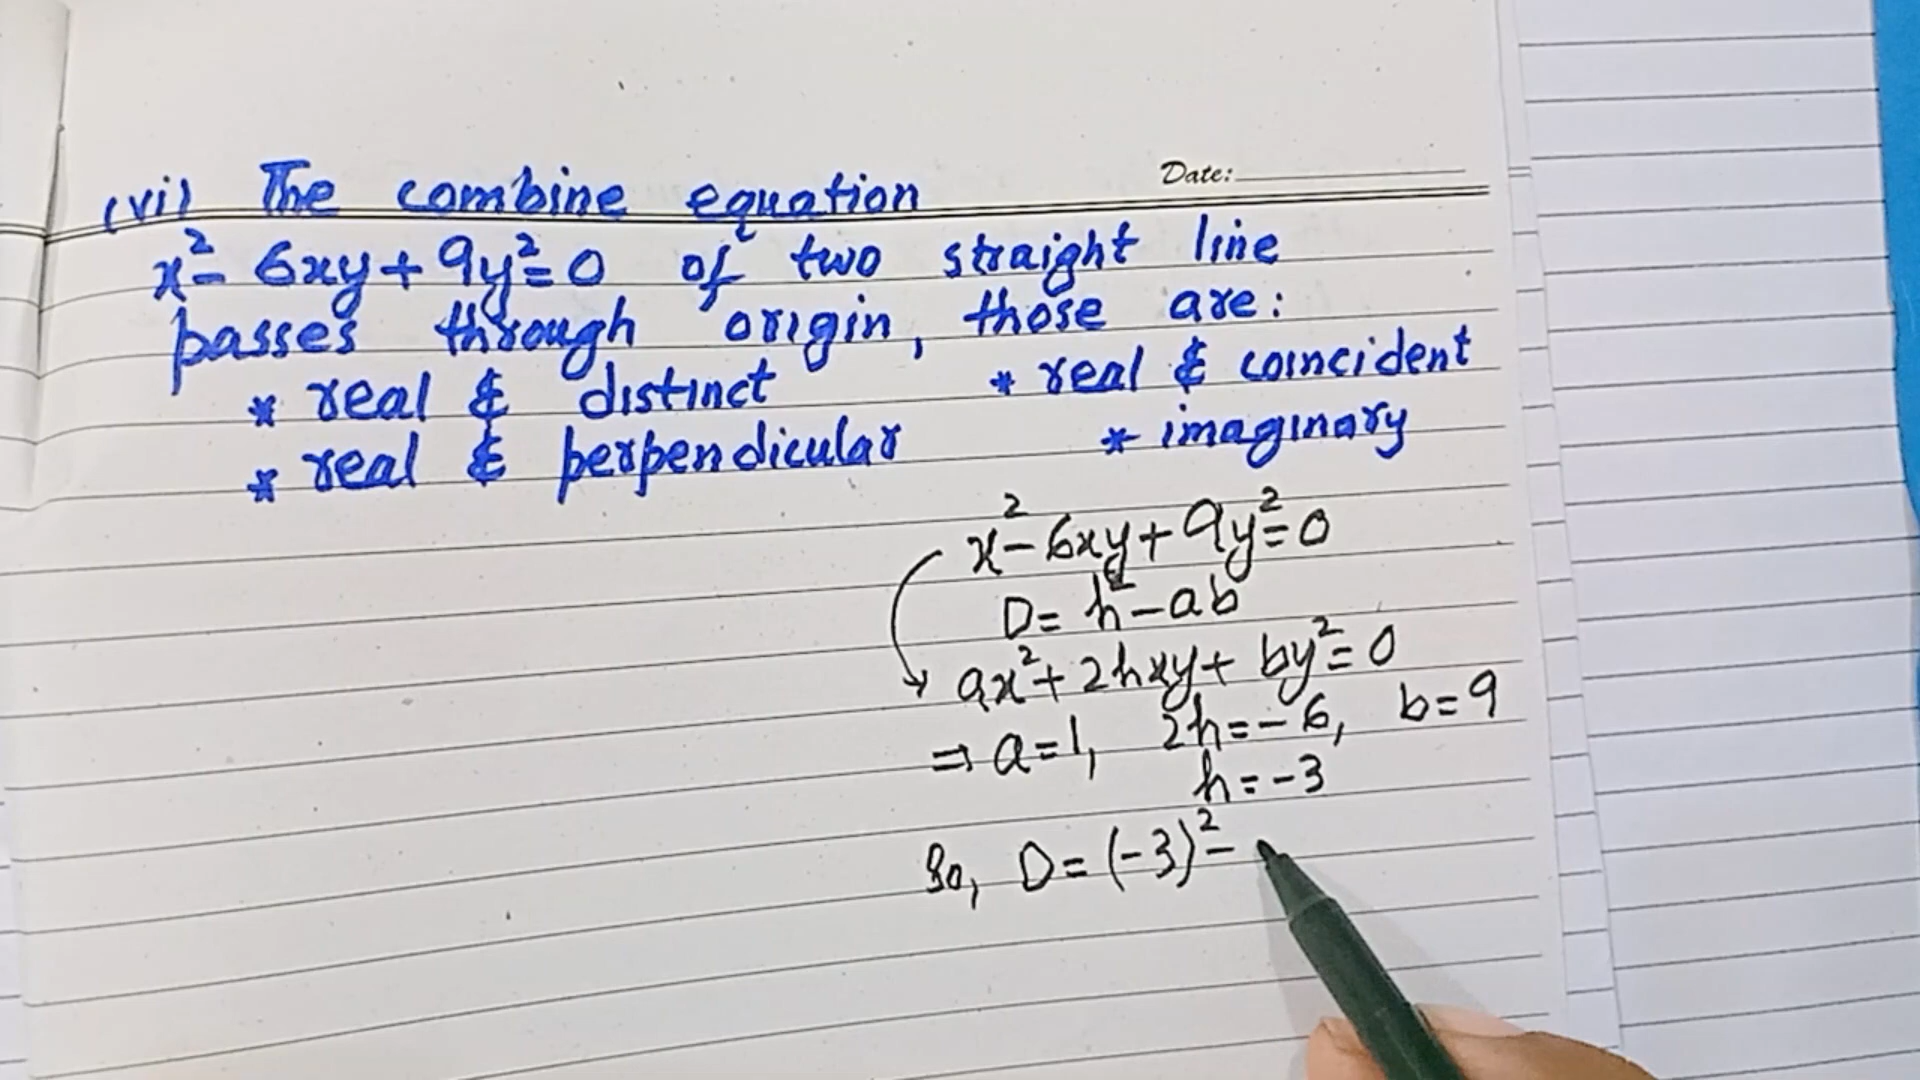 Date:
(vi) The combine equation
x² - 6xy + 9y² = 0 of two straight line
passes through origin, those are:
* real & distinct * real & coincident
* real & perpendicular * imaginary
x² - 6xy + 9y² = 0
D = h² - ab
ax² + 2hxy + by² = 0
⇒ a = 1, 2h = -6, b = 9
h = -3
So, D = (-3)² -